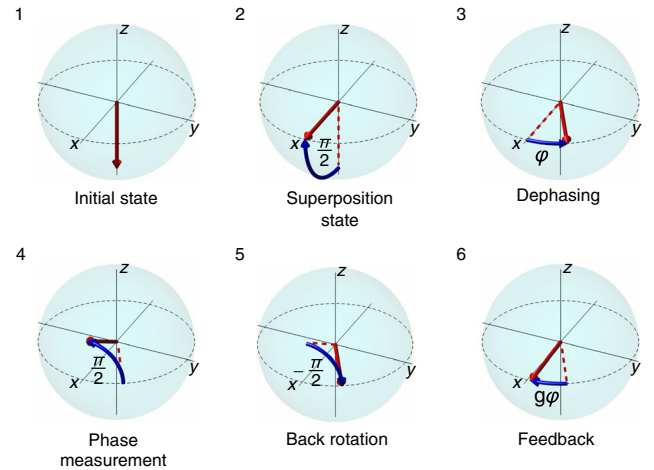 1
z
y
x
Initial state
2
z
x
π
2
y
Superposition
state
3
z
x
φ
y
Dephasing
4
z
π
2
x
y
Phase
measurement
5
z
− π
2
x
y
Back rotation
6
z
x
gφ
y
Feedback